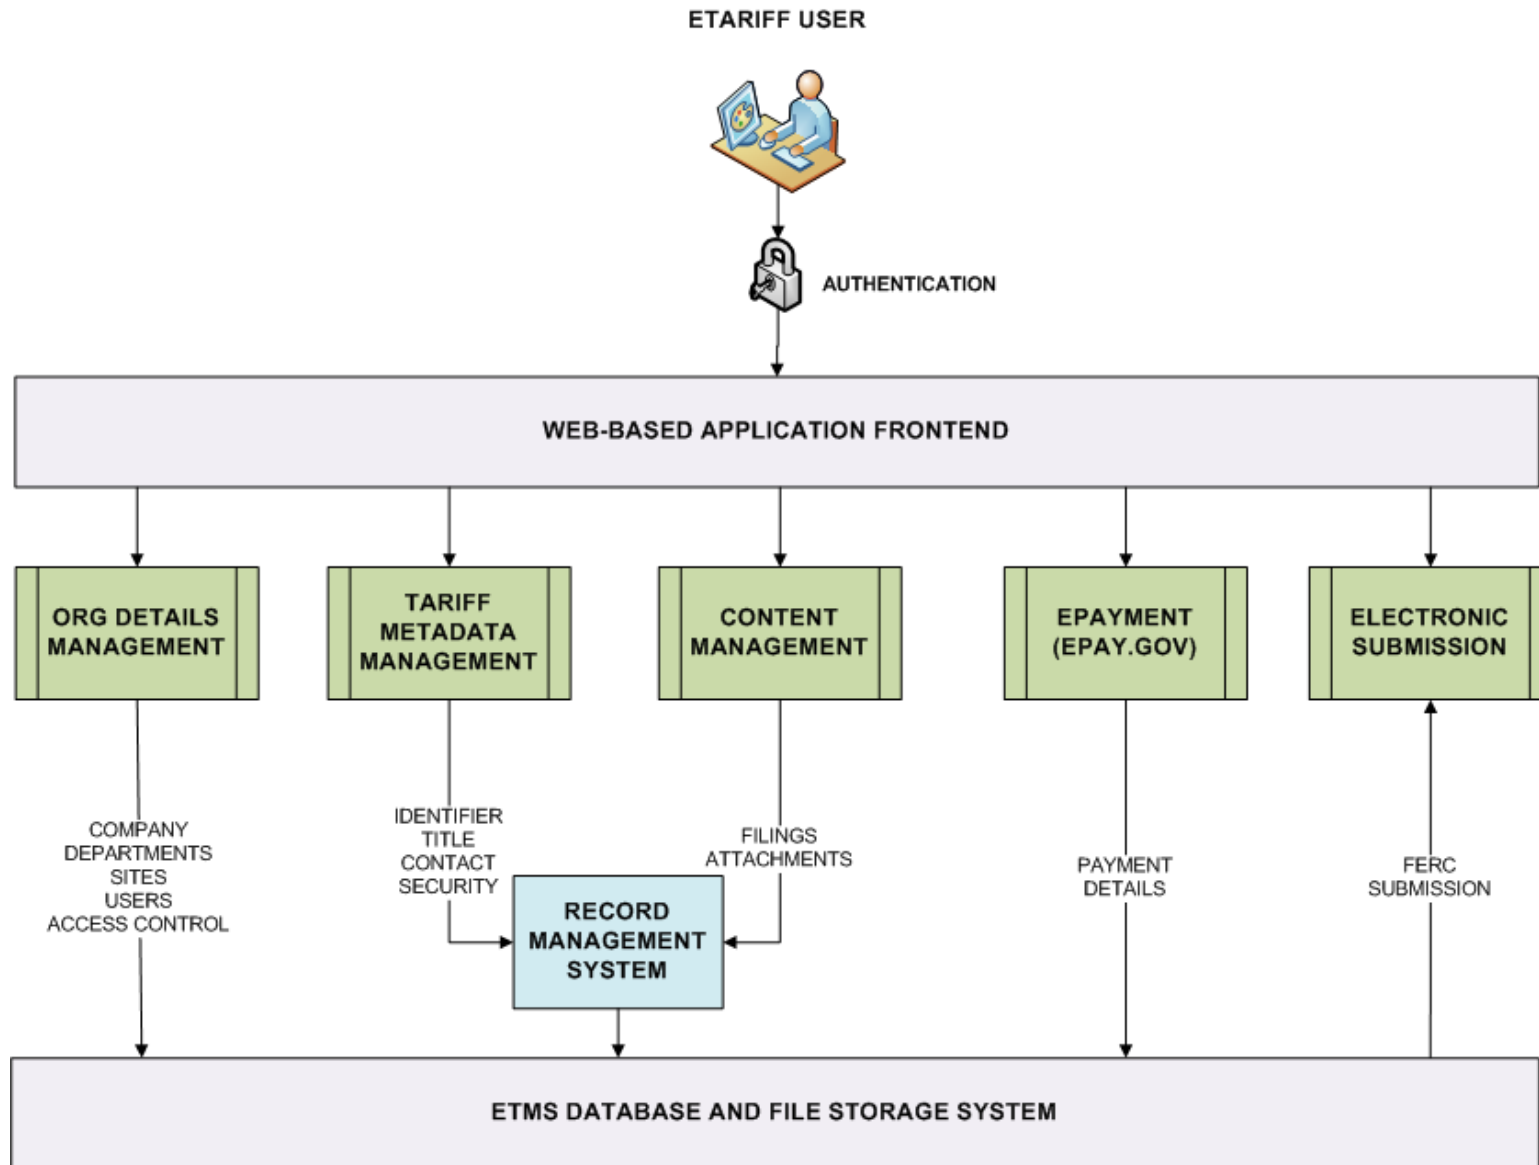 ETARIFF USER
AUTHENTICATION
WEB-BASED APPLICATION FRONTEND
ORG DETAILS
MANAGEMENT
TARIFF
METADATA
MANAGEMENT
CONTENT
MANAGEMENT
EPAYMENT
(EPAY.GOV)
ELECTRONIC
SUBMISSION
COMPANY
DEPARTMENTS
SITES
USERS
ACCESS CONTROL
IDENTIFIER
TITLE
CONTACT
SECURITY
FILINGS
ATTACHMENTS
PAYMENT
DETAILS
FERC
SUBMISSION
RECORD
MANAGEMENT
SYSTEM
ETMS DATABASE AND FILE STORAGE SYSTEM